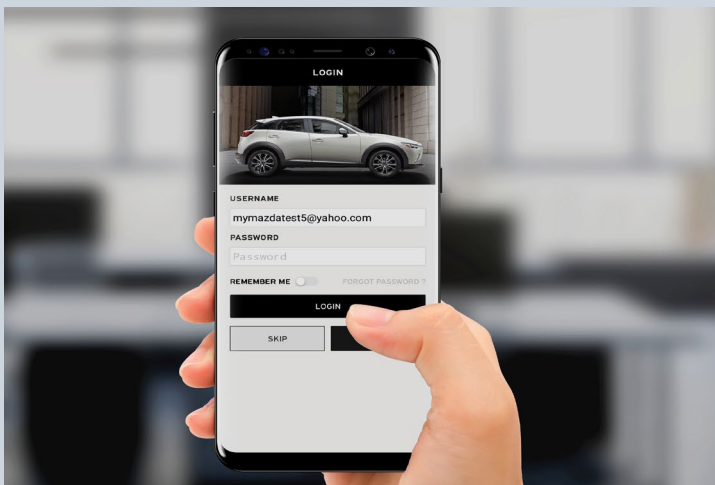 LOGIN
USERNAME
mymazdatest5@yahoo.com
PASSWORD
Password
REMEMBER ME FORGOT PASSWORD ?
LOGIN
SKIP